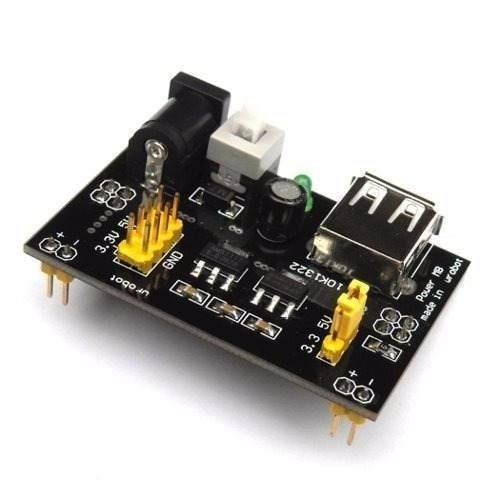 3.3V 5V
GND
urobot
10K1322
3.3 5V
Power MB
made in urobot
+ -
+ -